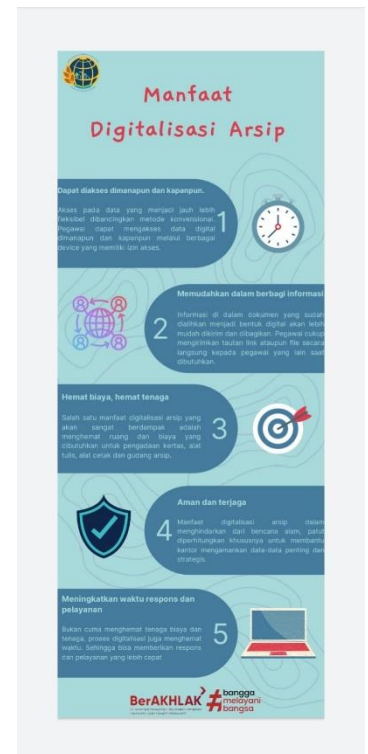 Manfaat
Digitalisasi Arsip
Dapat diakses dimanapun dan kapanpun.
Akses pada data yang menjadi jauh lebih
fleksibel dibandingkan metode konvensional.
Pegawai dapat mengakses data digital
dimanapun dan kapanpun melalui berbagai
device yang memiliki lain akses.
1
Memudahkan dalam berbagi informasi
Informasi di dalam dokumen yang sudah
dialihkan menjadi bentuk digital akan lebih
mudah dikirim dan dibagikan. Pegawai cukup
mengirimkan tautan link ataupun file secara
langsung kepada pegawai yang lain saat
dibutuhkan.
2
Hemat biaya, hemat tenaga
Salah satu manfaat digitalisasi arsip yang
akan sangat berdampak adalah
menghemat ruang dan biaya yang
dibutuhkan untuk pengadaan kertas, alat
tulis, alat cetak dan gudang arsip.
3
Aman dan terjaga
Manfaat digitalisasi arsip dalam
menghindarkan dari bencana alam, patut
diperhitungkan khususnya untuk membantu
kantor mengamankan data-data penting dan
strategis.
4
Meningkatkan waktu respons dan
pelayanan
Bukan cuma menghemat tenaga biaya dan
tenaga, proses digitalisasi juga menghemat
waktu. Sehingga bisa memberikan respons
dan pelayanan yang lebih cepat
5
BerAKHLAK
# bangga
melayani
bangsa